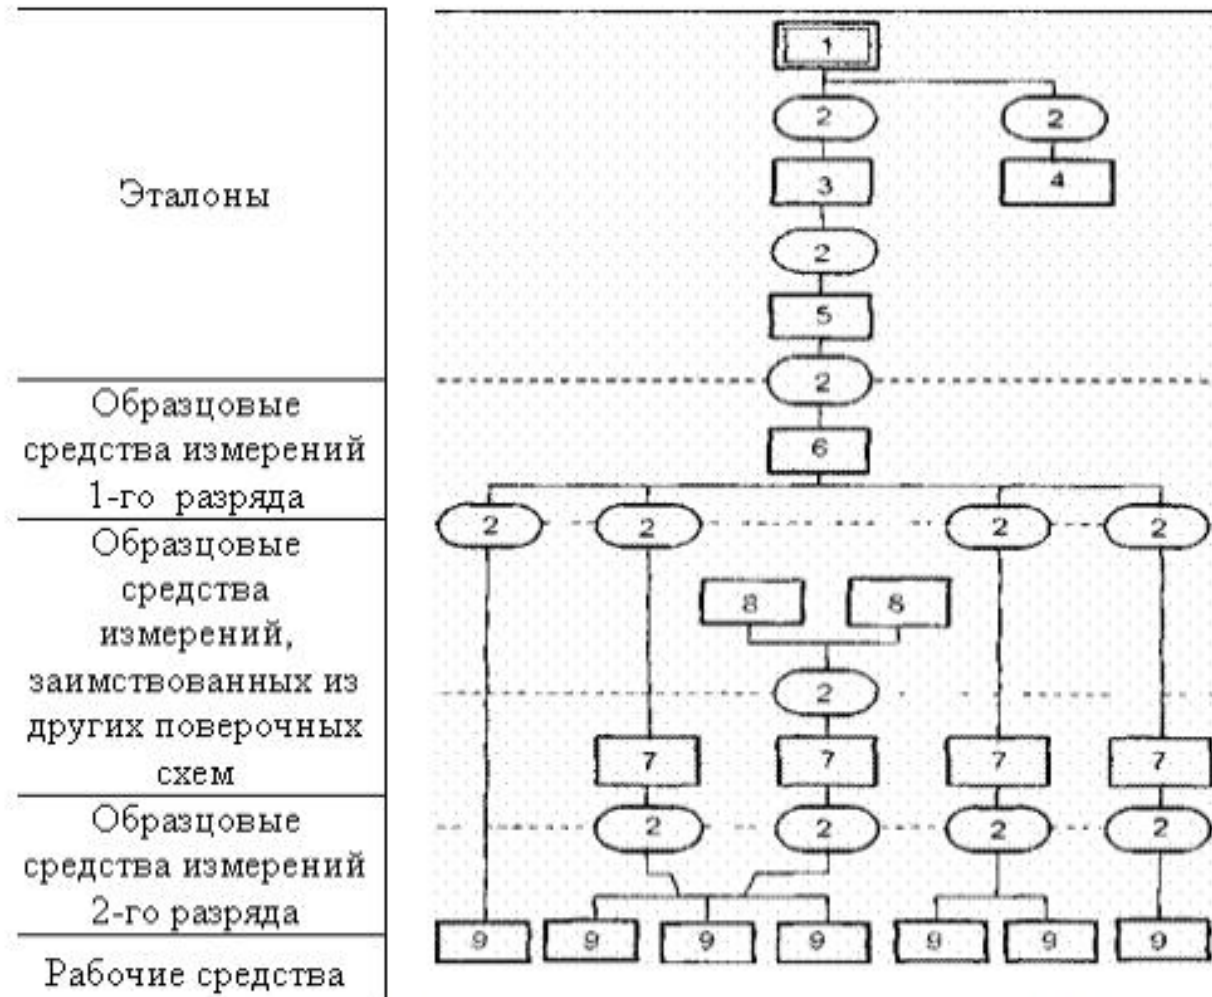 1
2 2
3 4
Эталоны
2
5
2
Образцовые
средства измерений
1-го разряда
6
2 2 2 2
Образцовые
средства
измерений,
заимствованных из
других поверочных
схем
8 8
2
7 7 7 7
Образцовые
средства измерений
2-го разряда
2 2 2 2
9 9 9 9 9 9 9
Рабочие средства